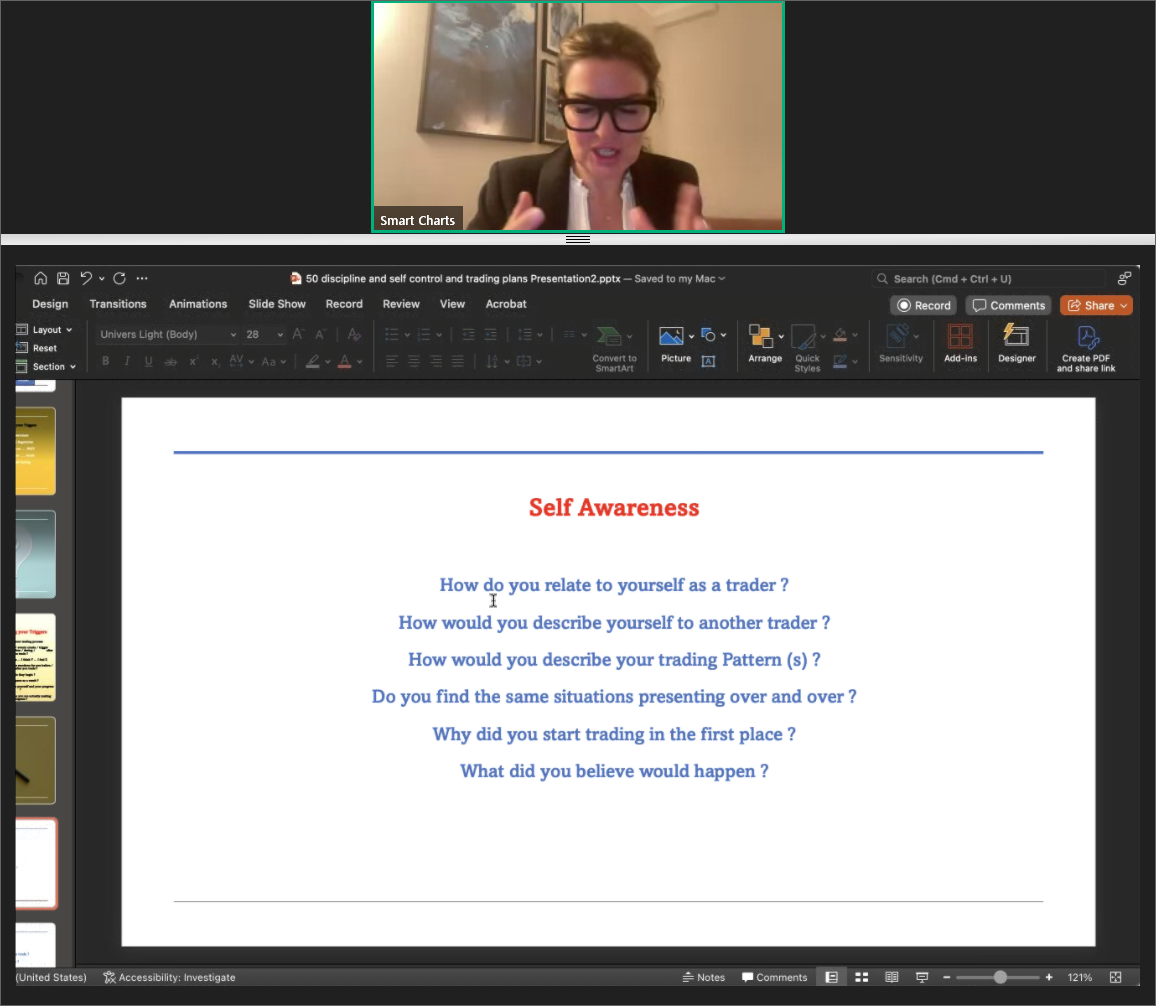 Smart Charts
50 discipline and self control and trading plans Presentation2.pptx — Saved to my Mac
Search (Cmd + Ctrl + U)
Design Transitions Animations Slide Show Record Review View Acrobat
Record Comments Share
Layout
Reset
Section
Univers Light (Body) 28
Convert to
SmartArt
Picture
Arrange
Quick
Styles
Sensitivity
Add-ins
Designer
Create PDF
and share link
your Triggers
Self Awareness
How do you relate to yourself as a trader ?
How would you describe yourself to another trader ?
How would you describe your trading Pattern (s) ?
Do you find the same situations presenting over and over ?
Why did you start trading in the first place ?
What did you believe would happen ?
(United States) Accessibility: Investigate Notes Comments 121%